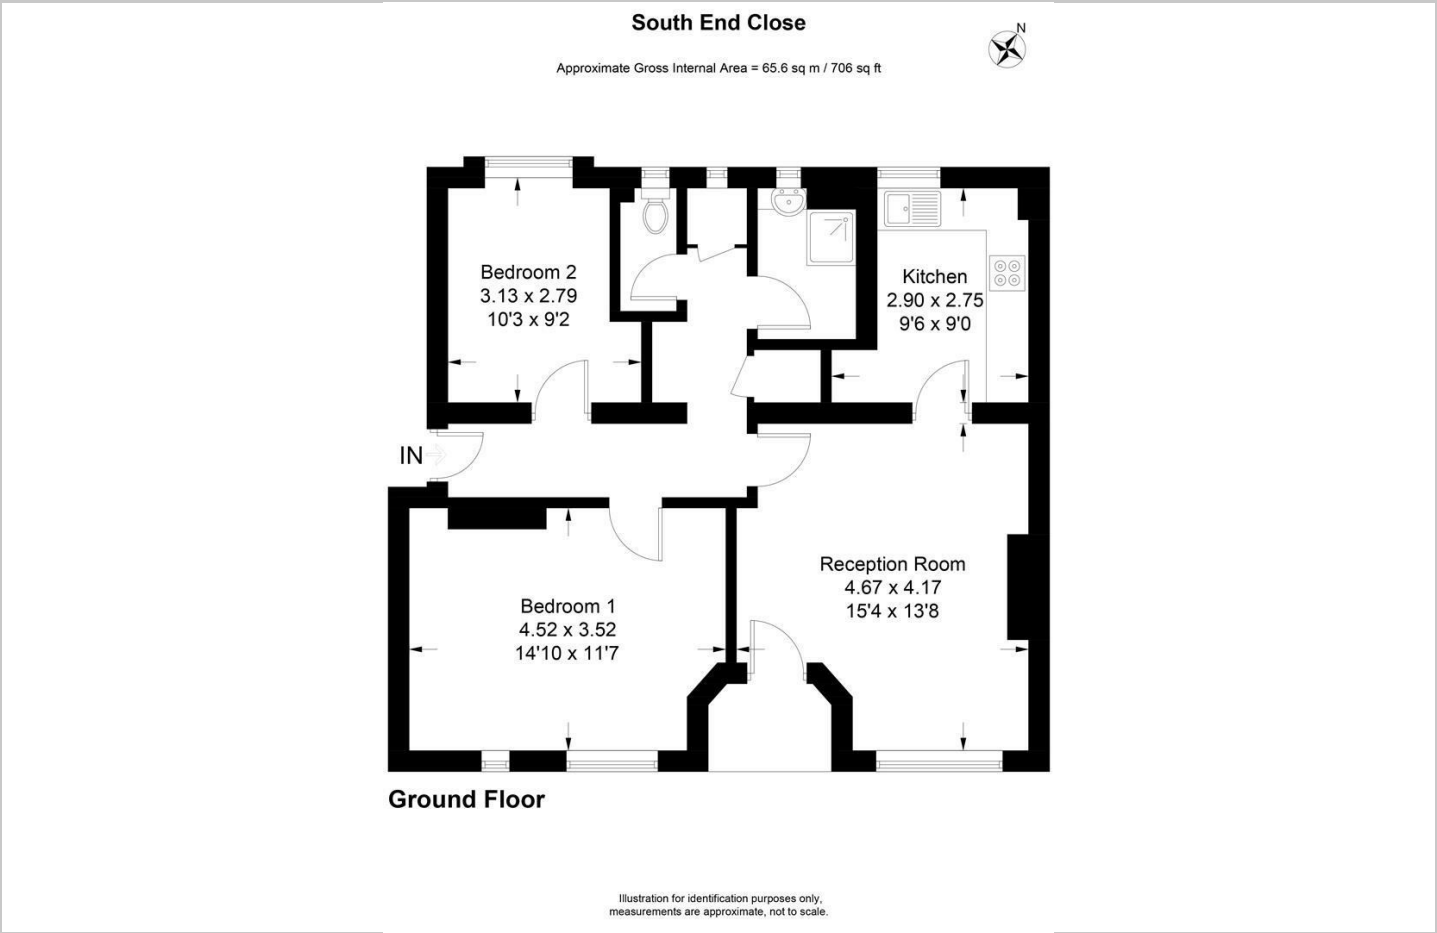 South End Close
N
Approximate Gross Internal Area = 65.6 sq m / 706 sq ft
Bedroom 2
3.13 x 2.79
10'3 x 9'2
Kitchen
2.90 x 2.75
9'6 x 9'0
IN
Reception Room
4.67 x 4.17
15'4 x 13'8
Bedroom 1
4.52 x 3.52
14'10 x 11'7
Ground Floor
Illustration for identification purposes only,
measurements are approximate, not to scale.